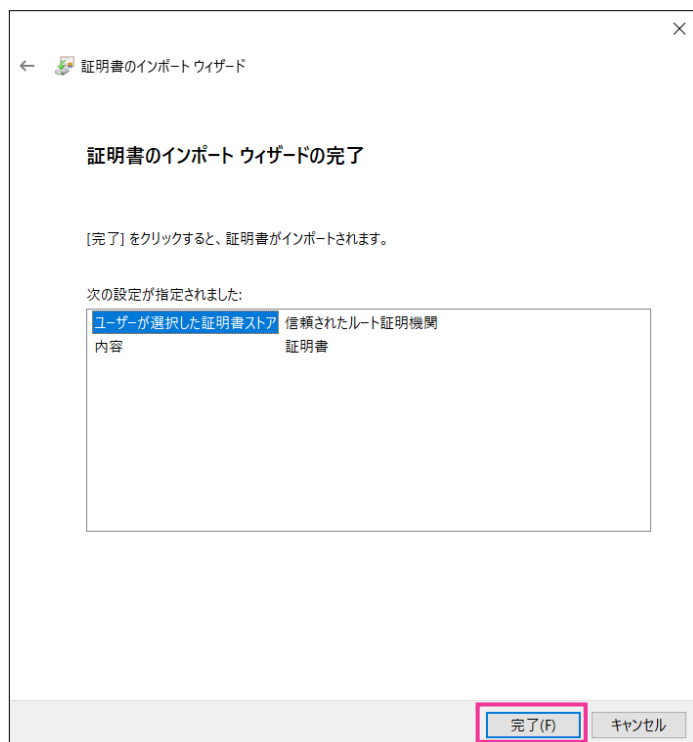 証明書のインポート ウィザード
証明書のインポート ウィザードの完了
[完了] をクリックすると、証明書がインポートされます。
次の設定が指定されました:
ユーザーが選択した証明書ストア 信頼されたルート証明機関
内容 証明書
完了(F) キャンセル